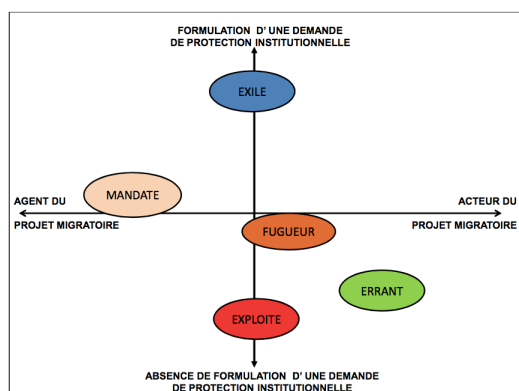 FORMULATION D' UNE DEMANDE
DE PROTECTION INSTITUTIONNELLE
EXILE
MANDATE
AGENT DU
PROJET MIGRATOIRE
ACTEUR DU
PROJET MIGRATOIRE
FUGUEUR
ERRANT
EXPLOITE
ABSENCE DE FORMULATION D' UNE DEMANDE
DE PROTECTION INSTITUTIONNELLE